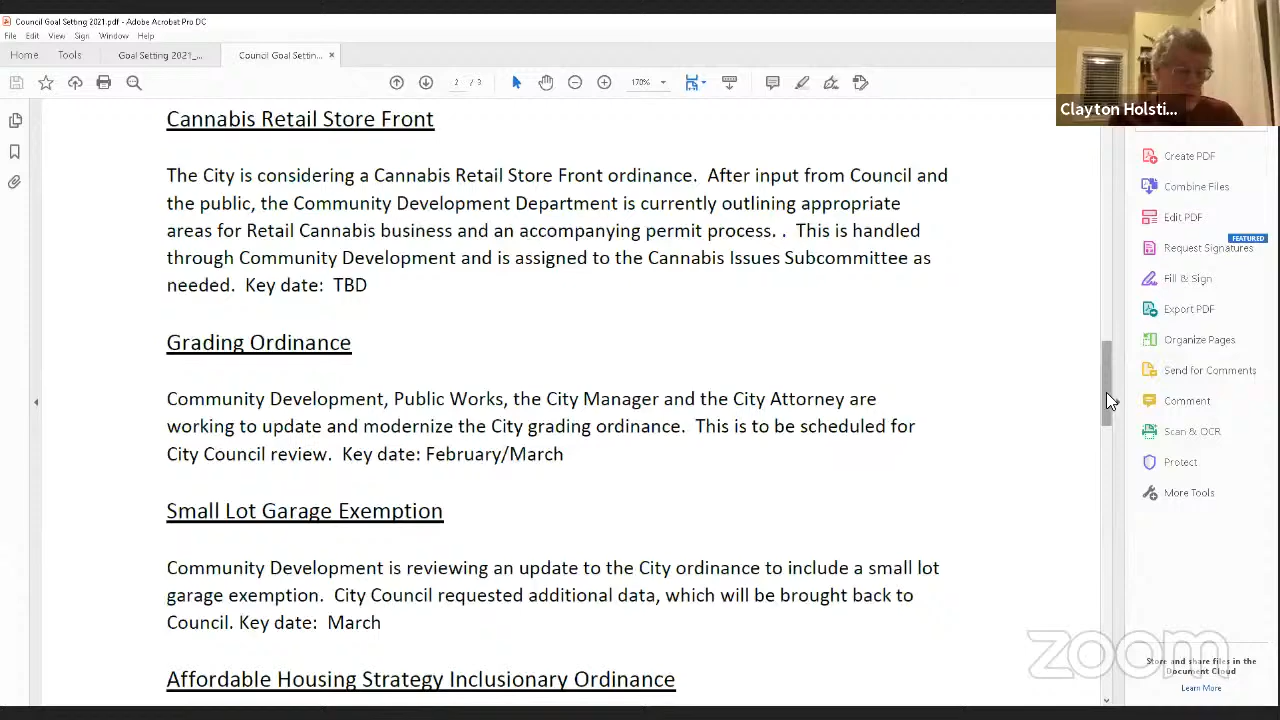 Council Goal Setting 2021.pdf - Adobe Acrobat Pro DC
File Edit View Sign Window Help
Home Tools Goal Setting 2021_... Council Goal Settin... ×
2 / 3 170%
Clayton Holsti...
Cannabis Retail Store Front
The City is considering a Cannabis Retail Store Front ordinance. After input from Council and
the public, the Community Development Department is currently outlining appropriate
areas for Retail Cannabis business and an accompanying permit process. . This is handled
through Community Development and is assigned to the Cannabis Issues Subcommittee as
needed. Key date: TBD
Grading Ordinance
Community Development, Public Works, the City Manager and the City Attorney are
working to update and modernize the City grading ordinance. This is to be scheduled for
City Council review. Key date: February/March
Small Lot Garage Exemption
Community Development is reviewing an update to the City ordinance to include a small lot
garage exemption. City Council requested additional data, which will be brought back to
Council. Key date: March
Affordable Housing Strategy Inclusionary Ordinance
Create PDF
Combine Files
Edit PDF
FEATURED
Request Signatures
Fill & Sign
Export PDF
Organize Pages
Send for Comments
Comment
Scan & OCR
Protect
More Tools
Store and share files in the
Document Cloud
Learn More
zoom